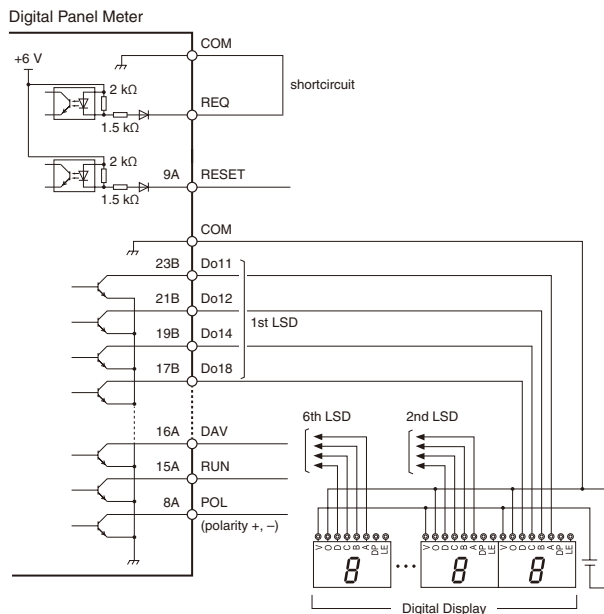 Digital Panel Meter
COM
+6 V
2 kΩ
shortcircuit
REQ
1.5 kΩ
2 kΩ
9A RESET
1.5 kΩ
COM
23B Do11
21B Do12
1st LSD
19B Do14
17B Do18
6th LSD 2nd LSD
16A DAV
15A RUN
8A POL
(polarity +, –)
V O D C B A DP LE V O D C B A DP LE V O D C B A DP LE
8 ... 8 8
Digital Display